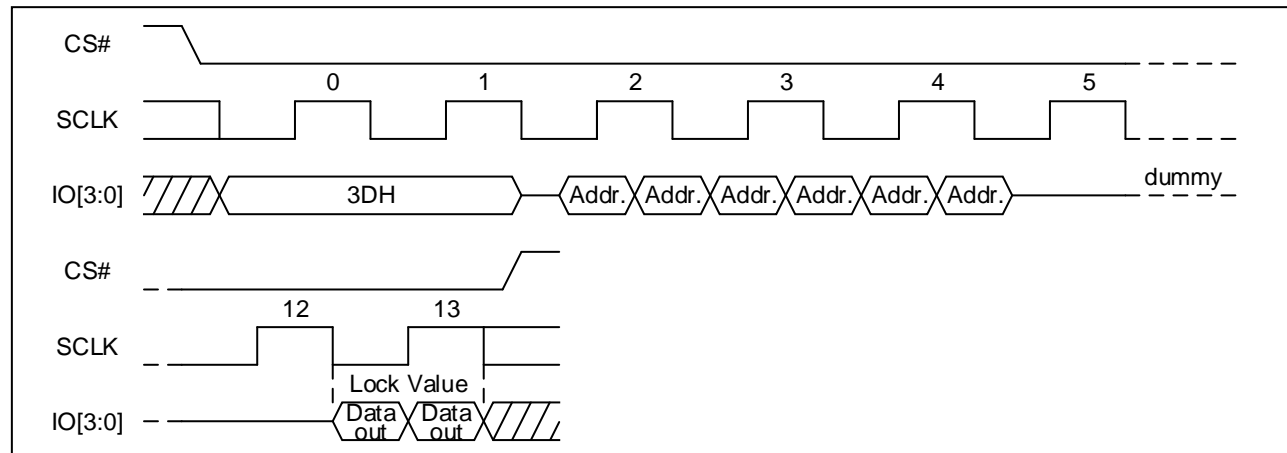 CS#
0 1 2 3 4 5
SCLK
IO[3:0] 3DH Addr. Addr. Addr. Addr. Addr. Addr. dummy
CS#
12 13
SCLK
Lock Value
IO[3:0] Data out Data out